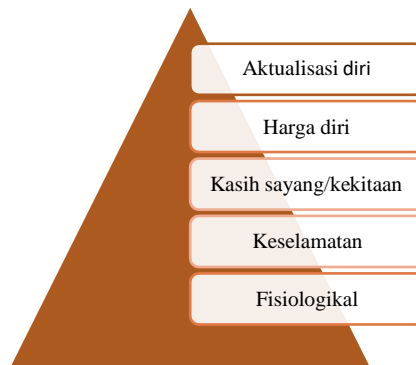 Aktualisasi diri
Harga diri
Kasih sayang/kekitaan
Keselamatan
Fisiologikal